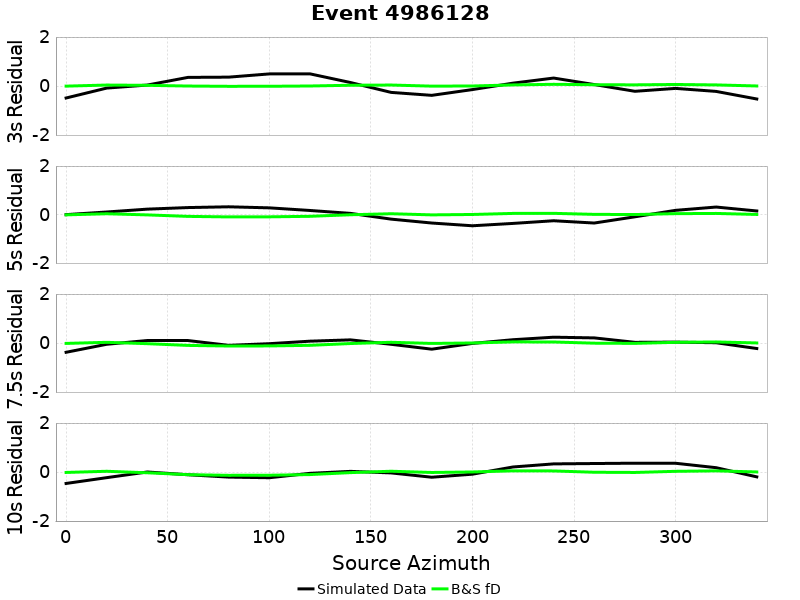 Event 4986128
3s Residual
2
0
-2
5s Residual
2
0
-2
7.5s Residual
2
0
-2
10s Residual
2
0
-2
0 50 100 150 200 250 300
Source Azimuth
Simulated Data B&S fD